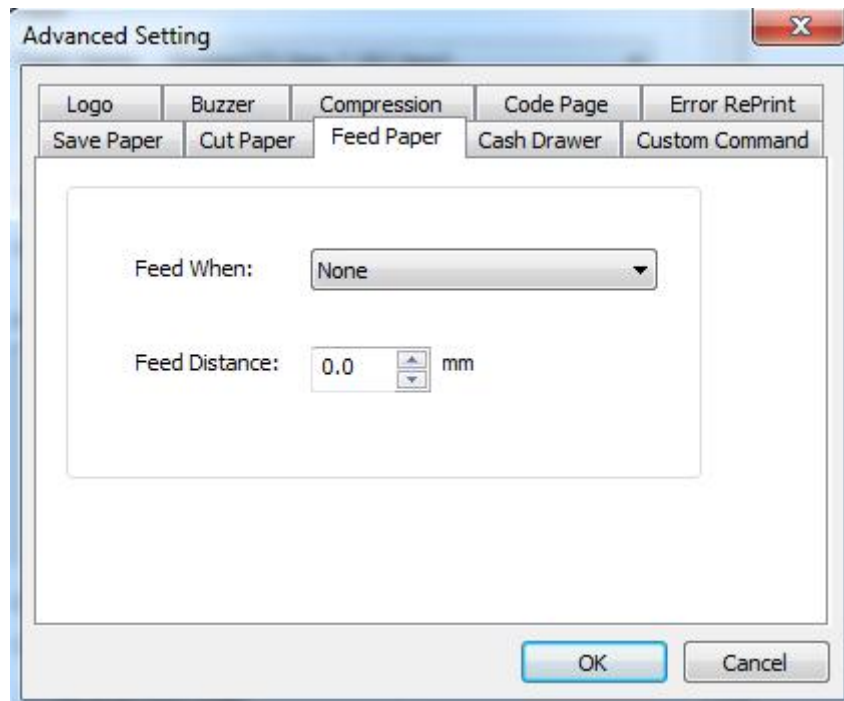 Advanced Setting
Logo Buzzer Compression Code Page Error RePrint
Save Paper Cut Paper Feed Paper Cash Drawer Custom Command
Feed When: None
Feed Distance: 0.0 mm
OK Cancel